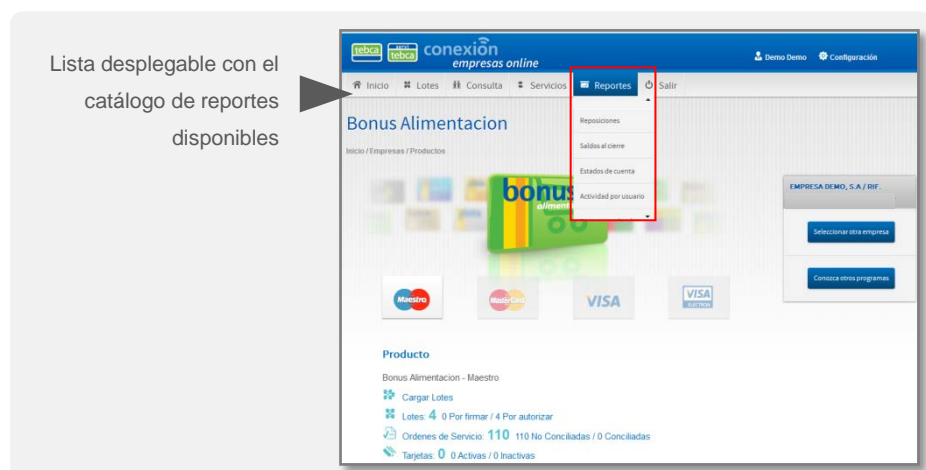 Lista desplegable con el
catálogo de reportes
disponibles
tebca tebca conexión
empresas online
Demo Demo Configuración
Inicio Lotes Consulta Servicios Reportes Salir
Bonus Alimentacion
Inicio / Empresas / Productos
Reposiciones
Saldos al cierre
Estados de cuenta
Actividad por usuario
bonus
aliment
EMPRESA DEMO, S.A / RIF.
Seleccionar otra empresa
Conozca otros programas
Maestro
MasterCard
VISA
VISA
ELECTRON
Producto
Bonus Alimentacion - Maestro
Cargar Lotes
Lotes: 4 0 Por firmar / 4 Por autorizar
Ordenes de Servicio: 110 110 No Conciliadas / 0 Conciliadas
Tarjetas: 0 0 Activas / 0 Inactivas